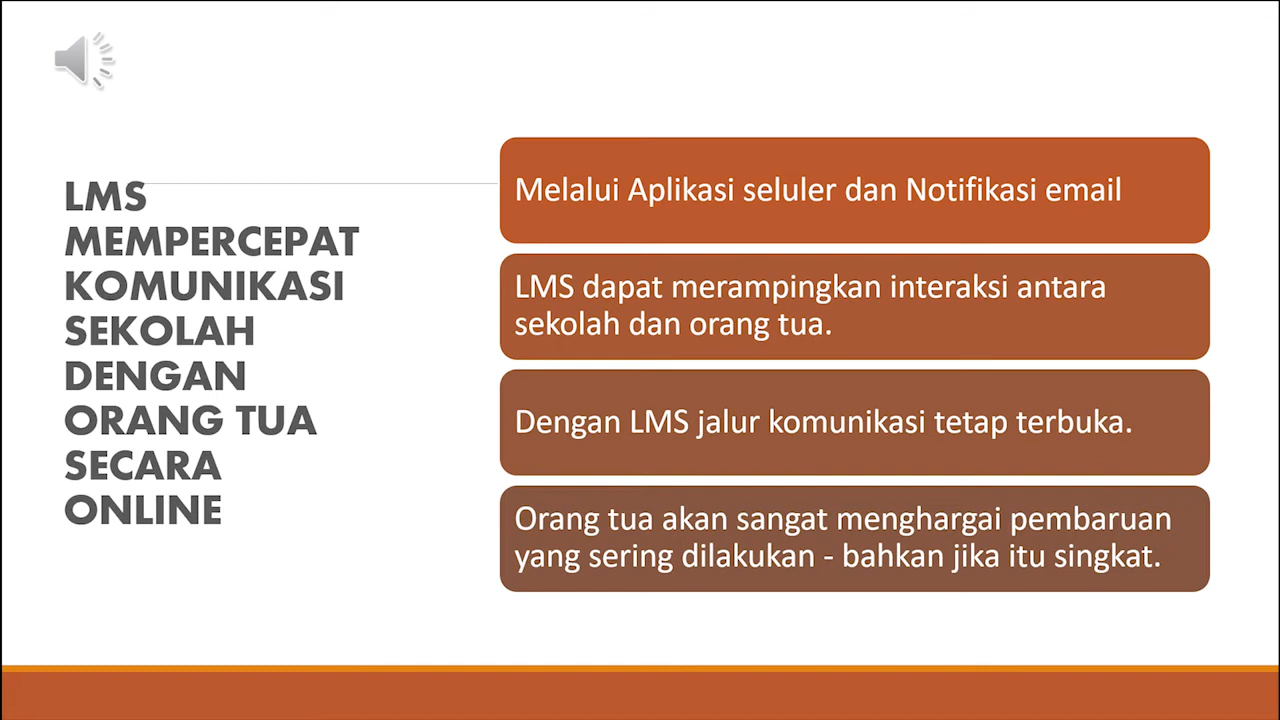 LMS
MEMPERCEPAT
KOMUNIKASI
SEKOLAH
DENGAN
ORANG TUA
SECARA
ONLINE
Melalui Aplikasi seluler dan Notifikasi email
LMS dapat merampingkan interaksi antara
sekolah dan orang tua.
Dengan LMS jalur komunikasi tetap terbuka.
Orang tua akan sangat menghargai pembaruan
yang sering dilakukan - bahkan jika itu singkat.